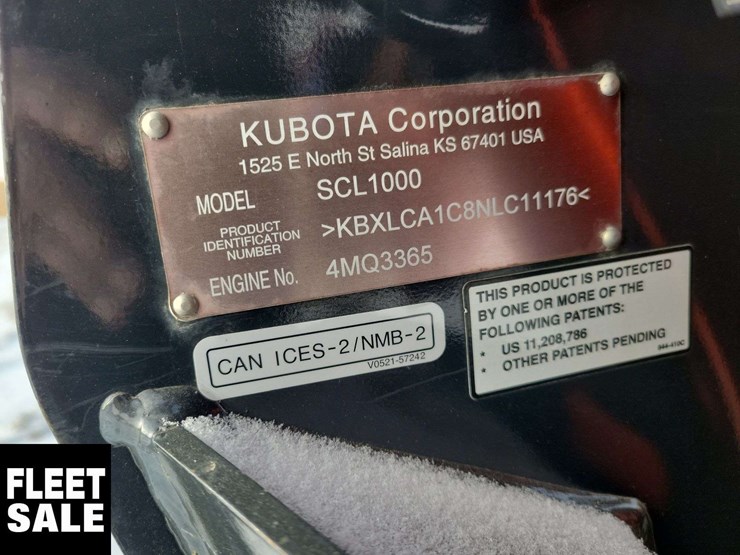 KUBOTA Corporation
1525 E North St Salina KS 67401 USA
MODEL SCL1000
PRODUCT
IDENTIFICATION
NUMBER >KBXLCA1C8NLC11176<
ENGINE No. 4MQ3365
CAN ICES-2/NMB-2
V0521-57242
THIS PRODUCT IS PROTECTED
BY ONE OR MORE OF THE
FOLLOWING PATENTS:
• US 11,208,786
• OTHER PATENTS PENDING
FLEET
SALE